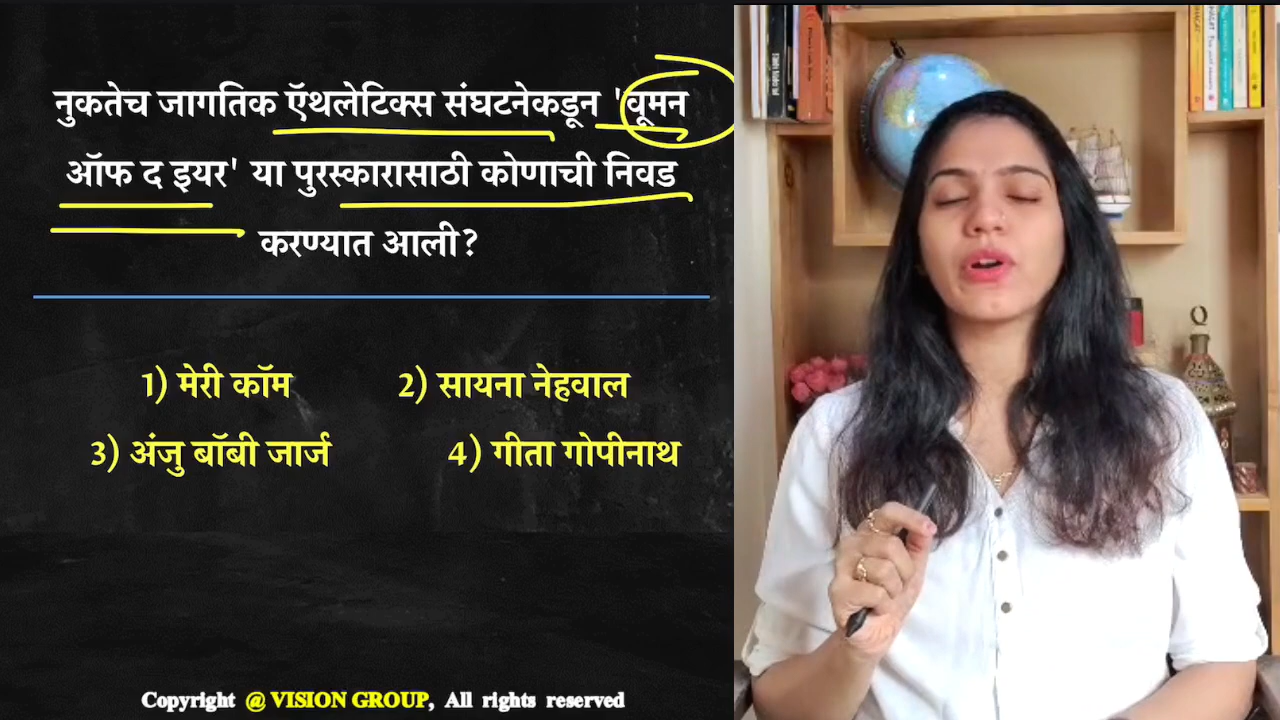 नुकतेच जागतिक ऍथलेटिक्स संघटनेकडून 'वूमन
ऑफ द इयर' या पुरस्कारासाठी कोणाची निवड
करण्यात आली?
1) मेरी कॉम 2) सायना नेहवाल
3) अंजु बॉबी जार्ज 4) गीता गोपीनाथ
Copyright @ VISION GROUP, All rights reserved